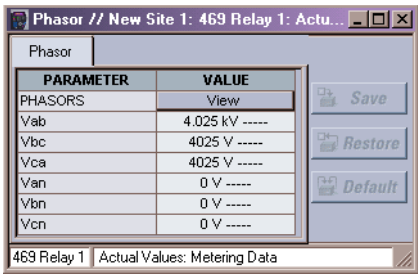 Phasor // New Site 1: 469 Relay 1: Actu...
Phasor
PARAMETER VALUE
PHASORS View
Vab 4.025 kV -----
Vbc 4025 V -----
Vca 4025 V -----
Van 0 V -----
Vbn 0 V -----
Vcn 0 V -----
Save
Restore
Default
469 Relay 1 Actual Values: Metering Data